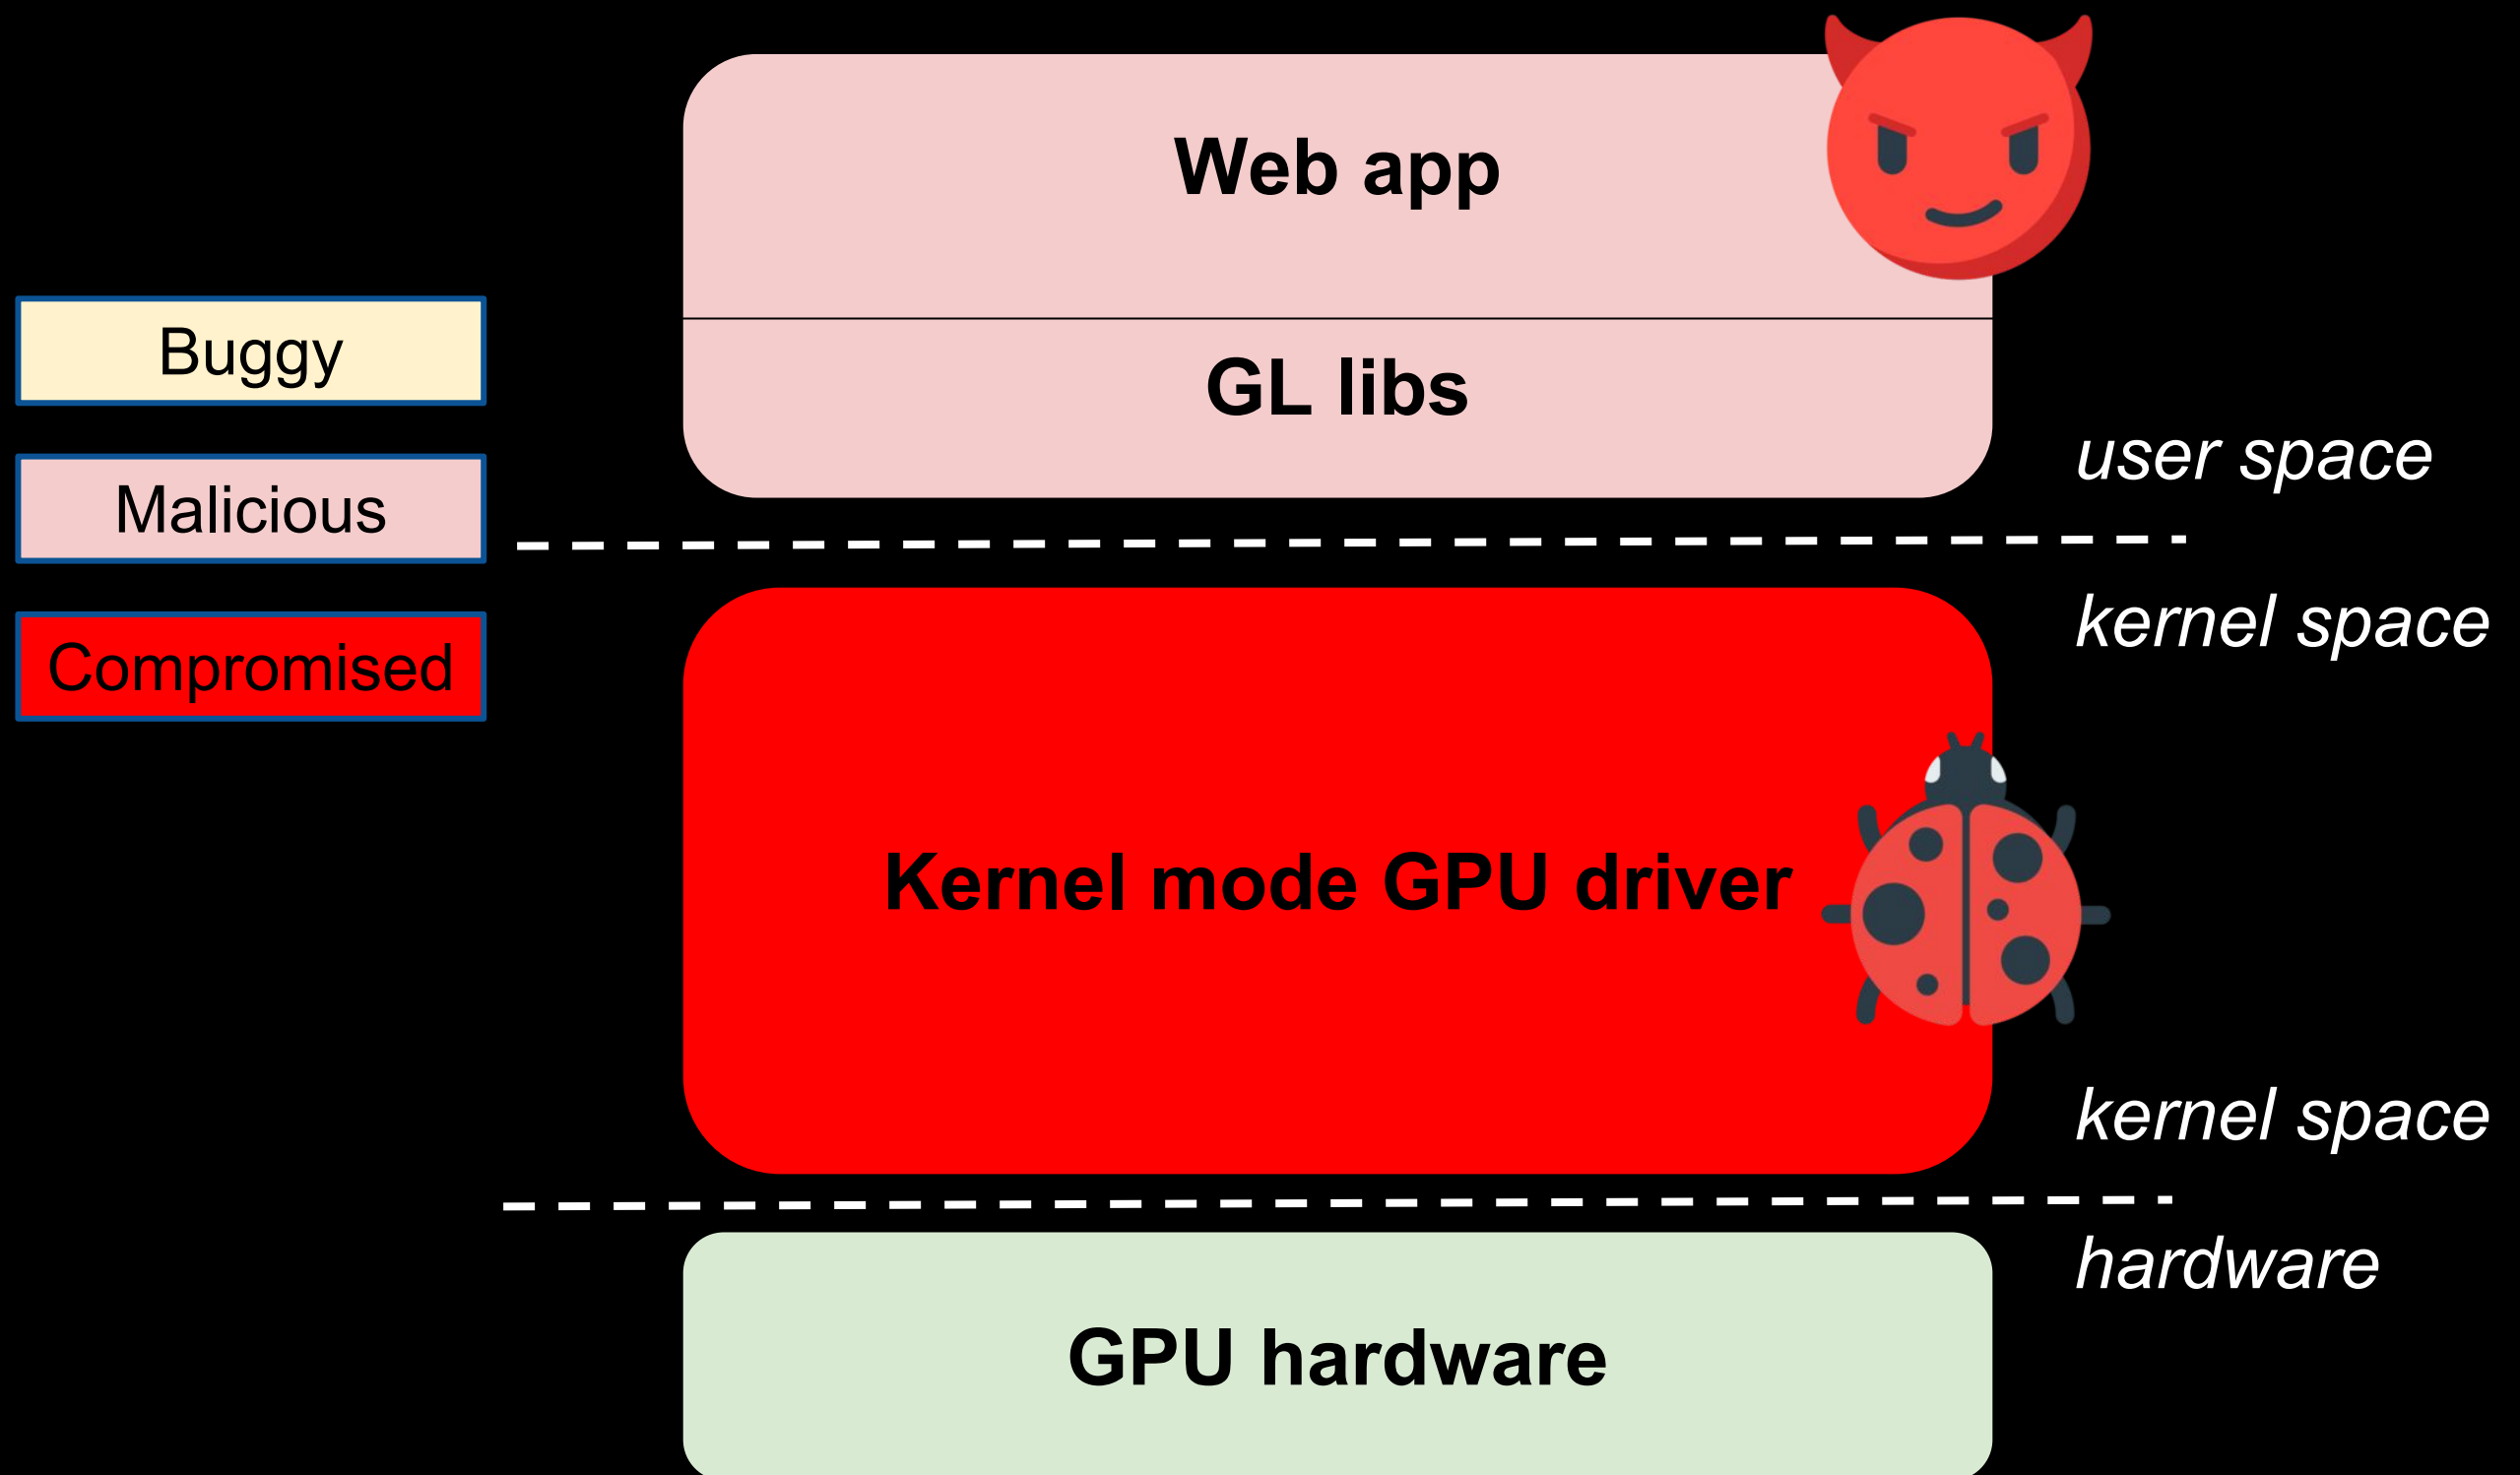 Web app
GL libs
Buggy
Malicious
Compromised
user space
kernel space
Kernel mode GPU driver
kernel space
hardware
GPU hardware